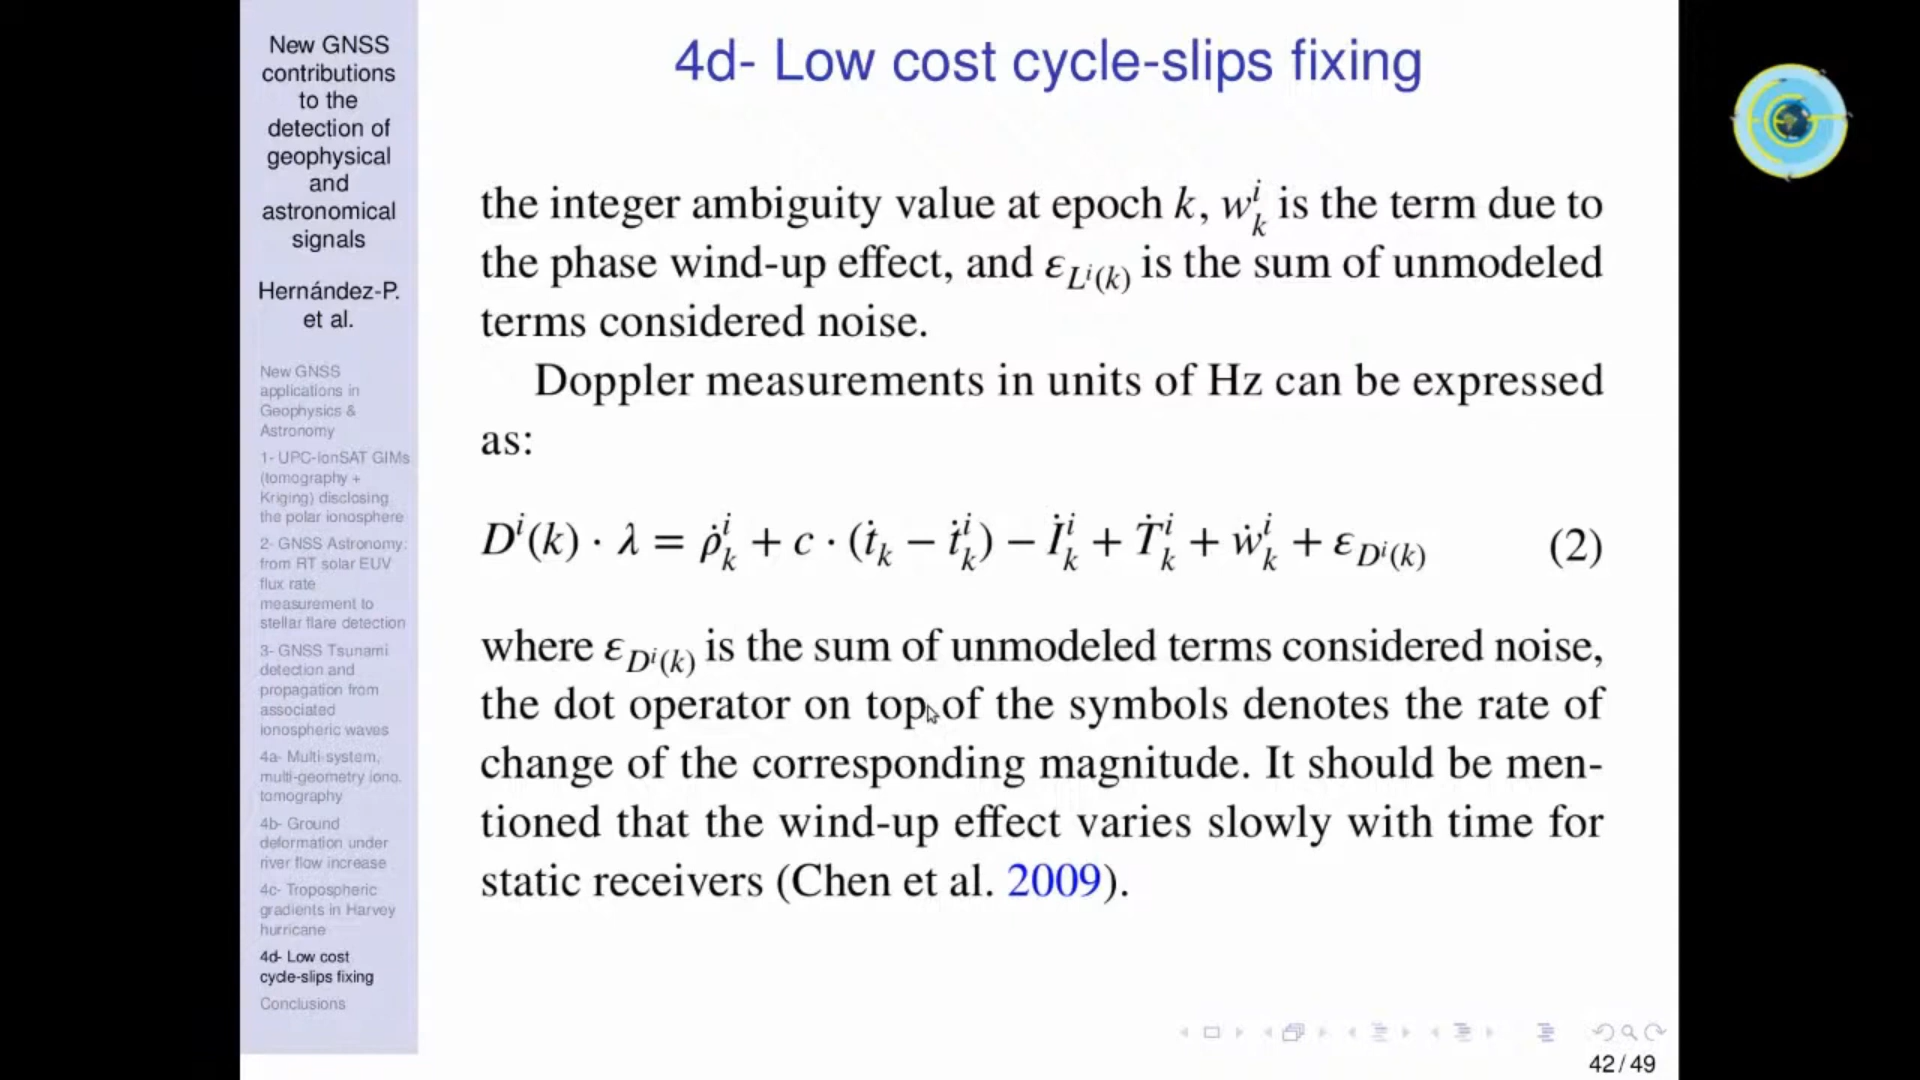 New GNSS
contributions
to the
detection of
geophysical
and
astronomical
signals
Hernández-P.
et al.
New GNSS
applications in
Geophysics &
Astronomy
1- UPC-IonSAT GIMs
(tomography +
Kriging) disclosing
the polar ionosphere
2- GNSS Astronomy:
from RT solar EUV
flux rate
measurement to
stellar flare detection
3- GNSS Tsunami
detection and
propagation from
associated
ionospheric waves
4a- Multi-system,
multi-geometry iono.
tomography
4b- Ground
deformation under
river flow increase
4c- Tropospheric
gradients in Harvey
hurricane
4d- Low cost
cycle-slips fixing
Conclusions
4d- Low cost cycle-slips fixing
the integer ambiguity value at epoch k, w_k^i is the term due to
the phase wind-up effect, and ε_{L^i(k)} is the sum of unmodeled
terms considered noise.
Doppler measurements in units of Hz can be expressed
as:
D^i(k) · λ = ρ̇_k^i + c · (ṫ_k − ṫ_k^i) − İ_k^i + Ṫ_k^i + ẇ_k^i + ε_{D^i(k)} (2)
where ε_{D^i(k)} is the sum of unmodeled terms considered noise,
the dot operator on top of the symbols denotes the rate of
change of the corresponding magnitude. It should be men-
tioned that the wind-up effect varies slowly with time for
static receivers (Chen et al. 2009).
42/49